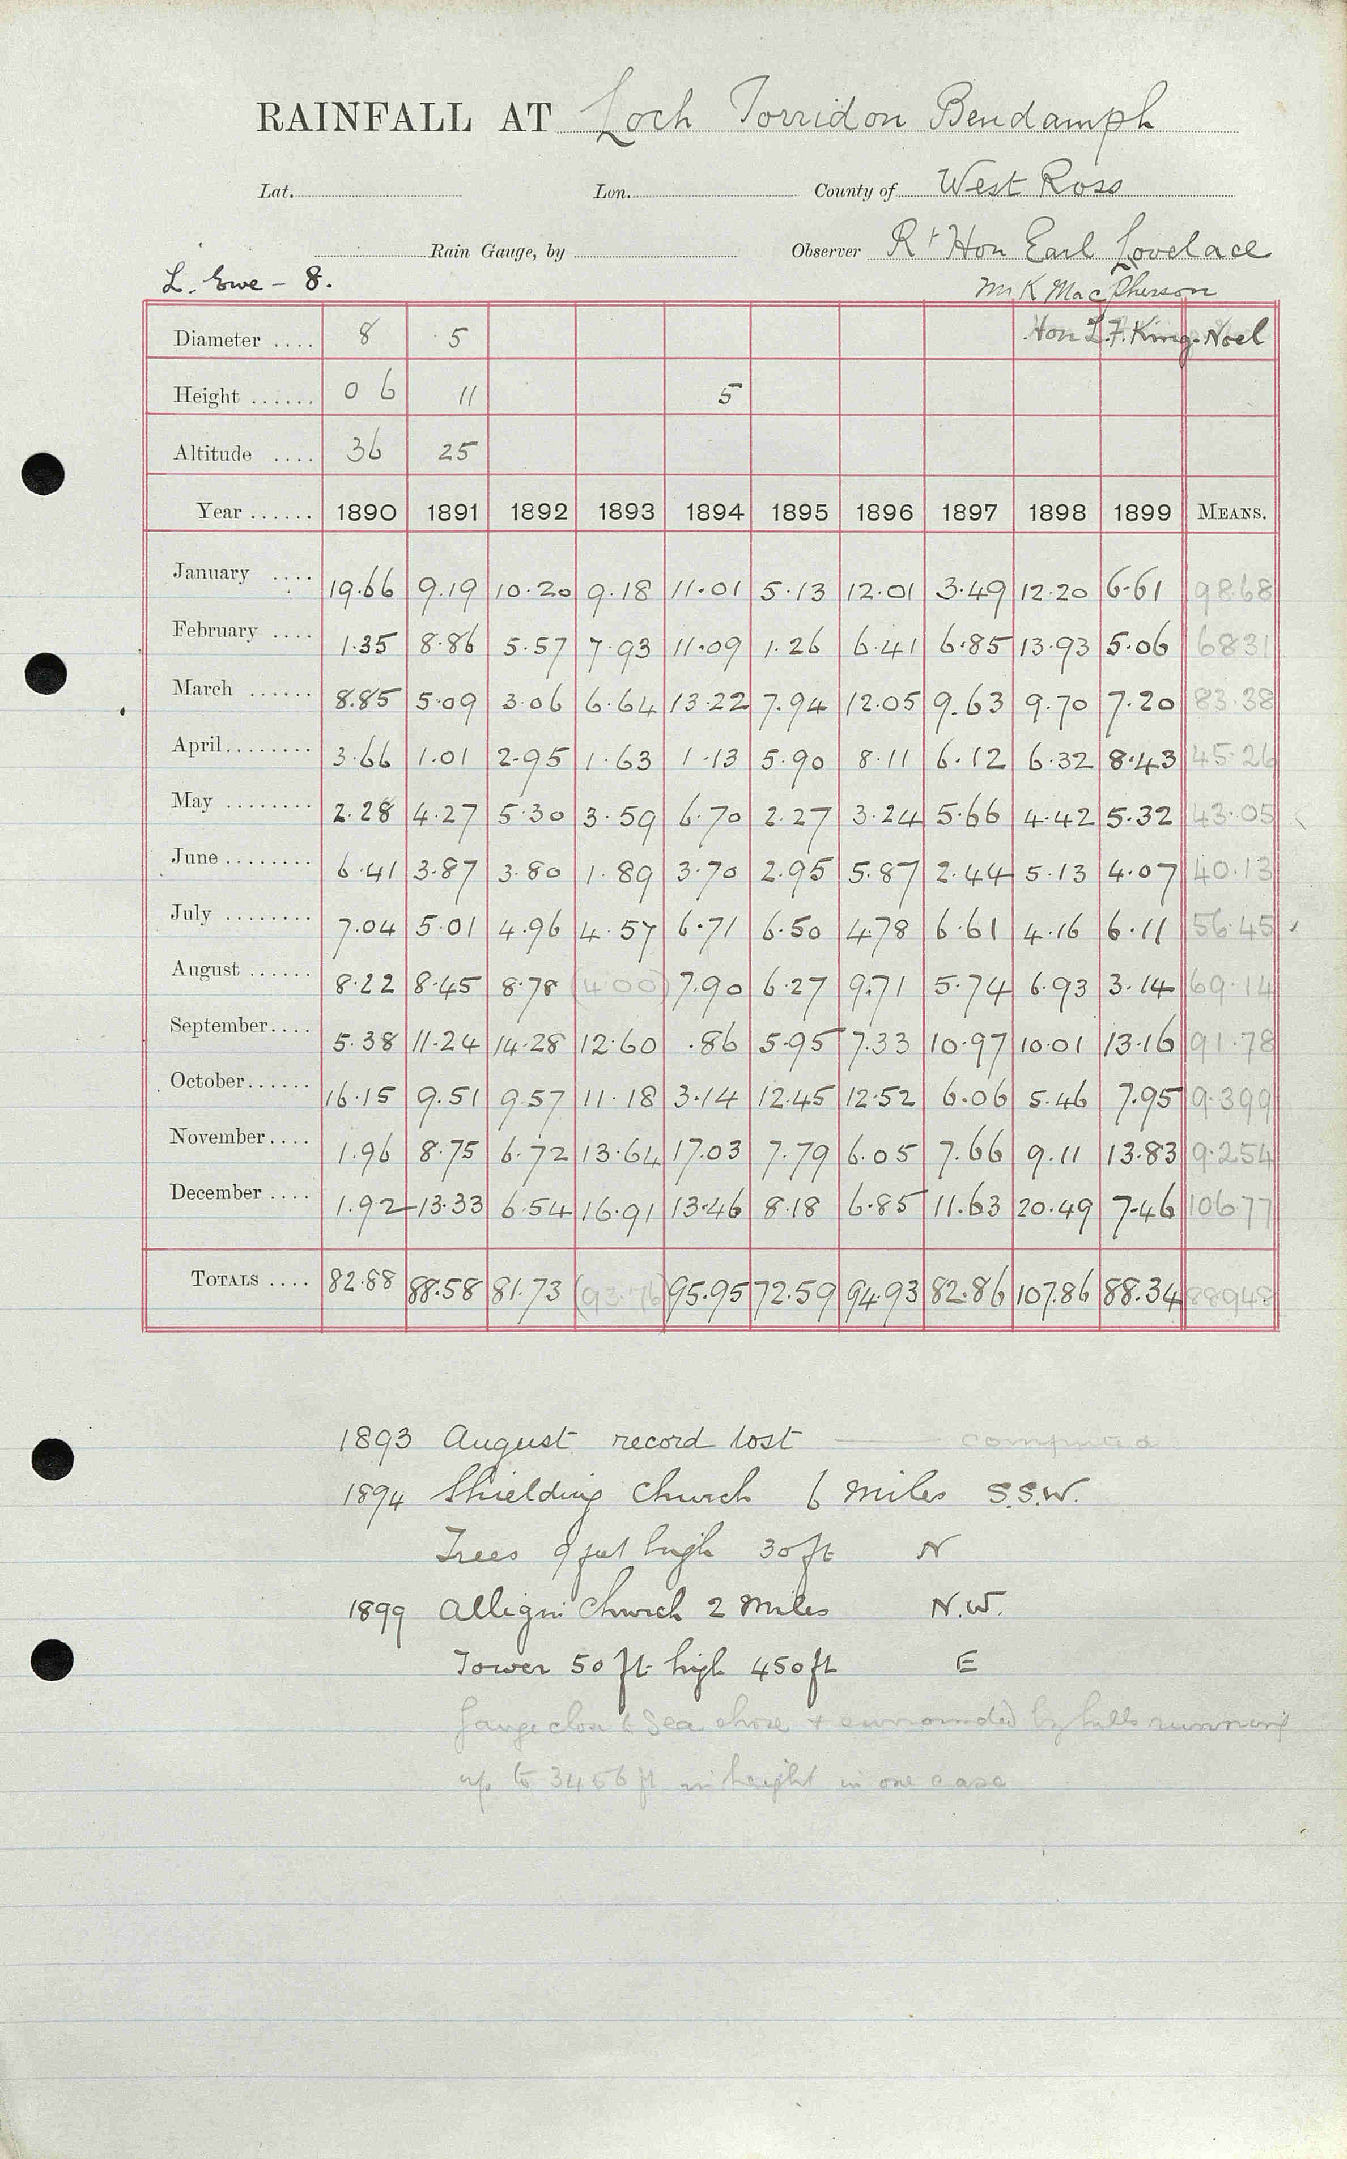 RAINFALL AT Loch Torridon Bendamph
Lat. Lon. County of West Ross
Rain Gauge, by Observer Rt Hon Earl Lovelace
L. Ewe - 8. Mr K MacPherson
Diameter .... 8 5 Hon L.F. King-Noel
Height ...... 0 6 11 5
Altitude .... 36 25
Year ...... 1890 1891 1892 1893 1894 1895 1896 1897 1898 1899 MEANS.
January .... 19.66 9.19 10.20 9.18 11.01 5.13 12.01 3.49 12.20 6.61 98.68
February .... 1.35 8.86 5.57 7.93 11.09 1.26 6.41 6.85 13.93 5.06 6831
March ...... 8.85 5.09 3.06 6.64 13.22 7.94 12.05 9.63 9.70 7.20 83.38
April ........ 3.66 1.01 2.95 1.63 1.13 5.90 8.11 6.12 6.32 8.43 45.26
May ........ 2.28 4.27 5.30 3.59 6.70 2.27 3.24 5.66 4.42 5.32 43.05
June ........ 6.41 3.87 3.80 1.89 3.70 2.95 5.87 2.44 5.13 4.07 40.13
July ........ 7.04 5.01 4.96 4.57 6.71 6.50 4.78 6.61 4.16 6.11 56.45
August ...... 8.22 8.45 8.78 (4.00) 7.90 6.27 9.71 5.74 6.93 3.14 69.14
September .... 5.38 11.24 14.28 12.60 .86 5.95 7.33 10.97 10.01 13.16 91.78
October ...... 16.15 9.51 9.57 11.18 3.14 12.45 12.52 6.06 5.46 7.95 9.399
November .... 1.96 8.75 6.72 13.64 17.03 7.79 6.05 7.66 9.11 13.83 9.254
December .... 1.92 13.33 6.54 16.91 13.46 8.18 6.85 11.63 20.49 7.46 106.77
TOTALS .... 82.88 88.58 81.73 (93.76) 95.95 72.59 94.93 82.86 107.86 88.34 88948
1893 August record lost —— computed
1894 Shielding Church 6 miles S.S.W.
Trees 9 feet high 30 ft N
1899 Alligin Church 2 miles N.W.
Tower 50 ft high 450 ft E
Gauge close to Sea shore & surrounded by hills running
up to 3456 ft in height in one case